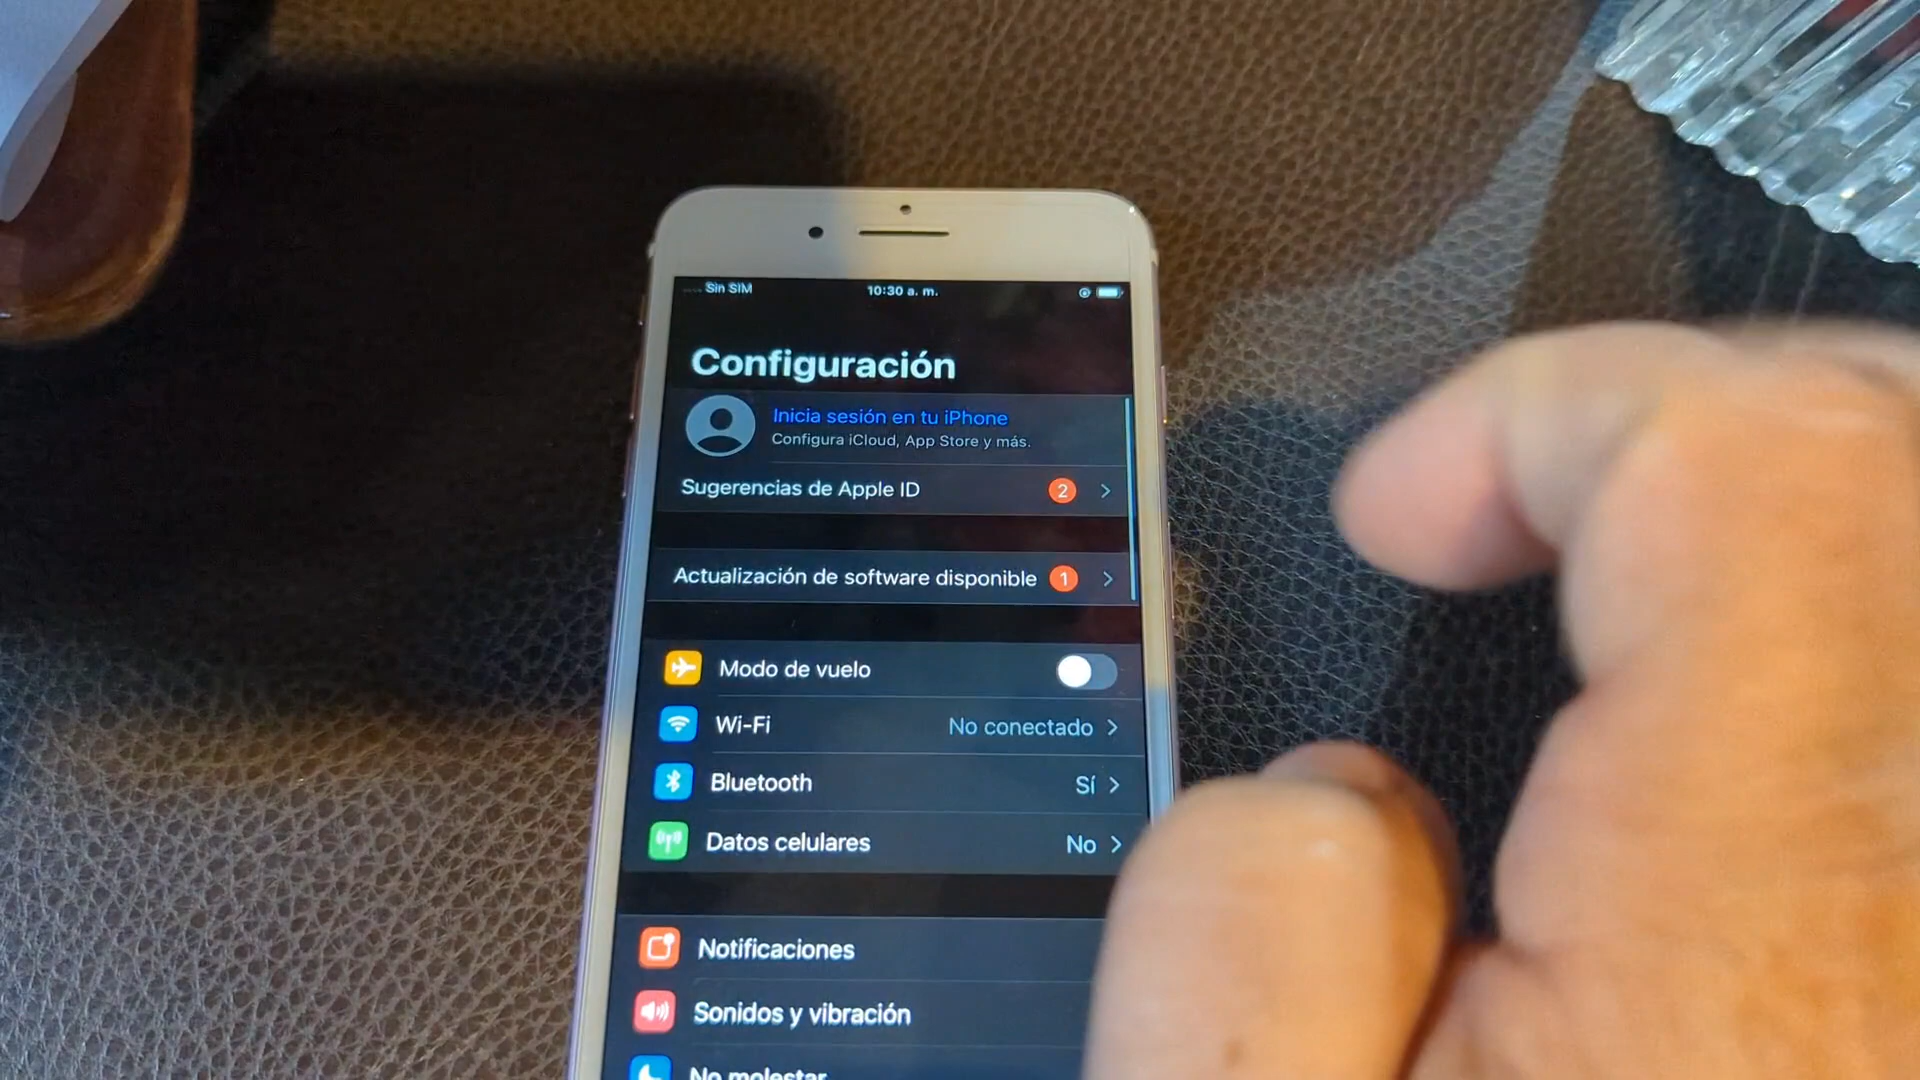 Sin SIM
10:30 a. m.
Configuración
Inicia sesión en tu iPhone
Configura iCloud, App Store y más.
Sugerencias de Apple ID 2
Actualización de software disponible 1
Modo de vuelo
Wi-Fi No conectado
Bluetooth Sí
Datos celulares No
Notificaciones
Sonidos y vibración
No molestar